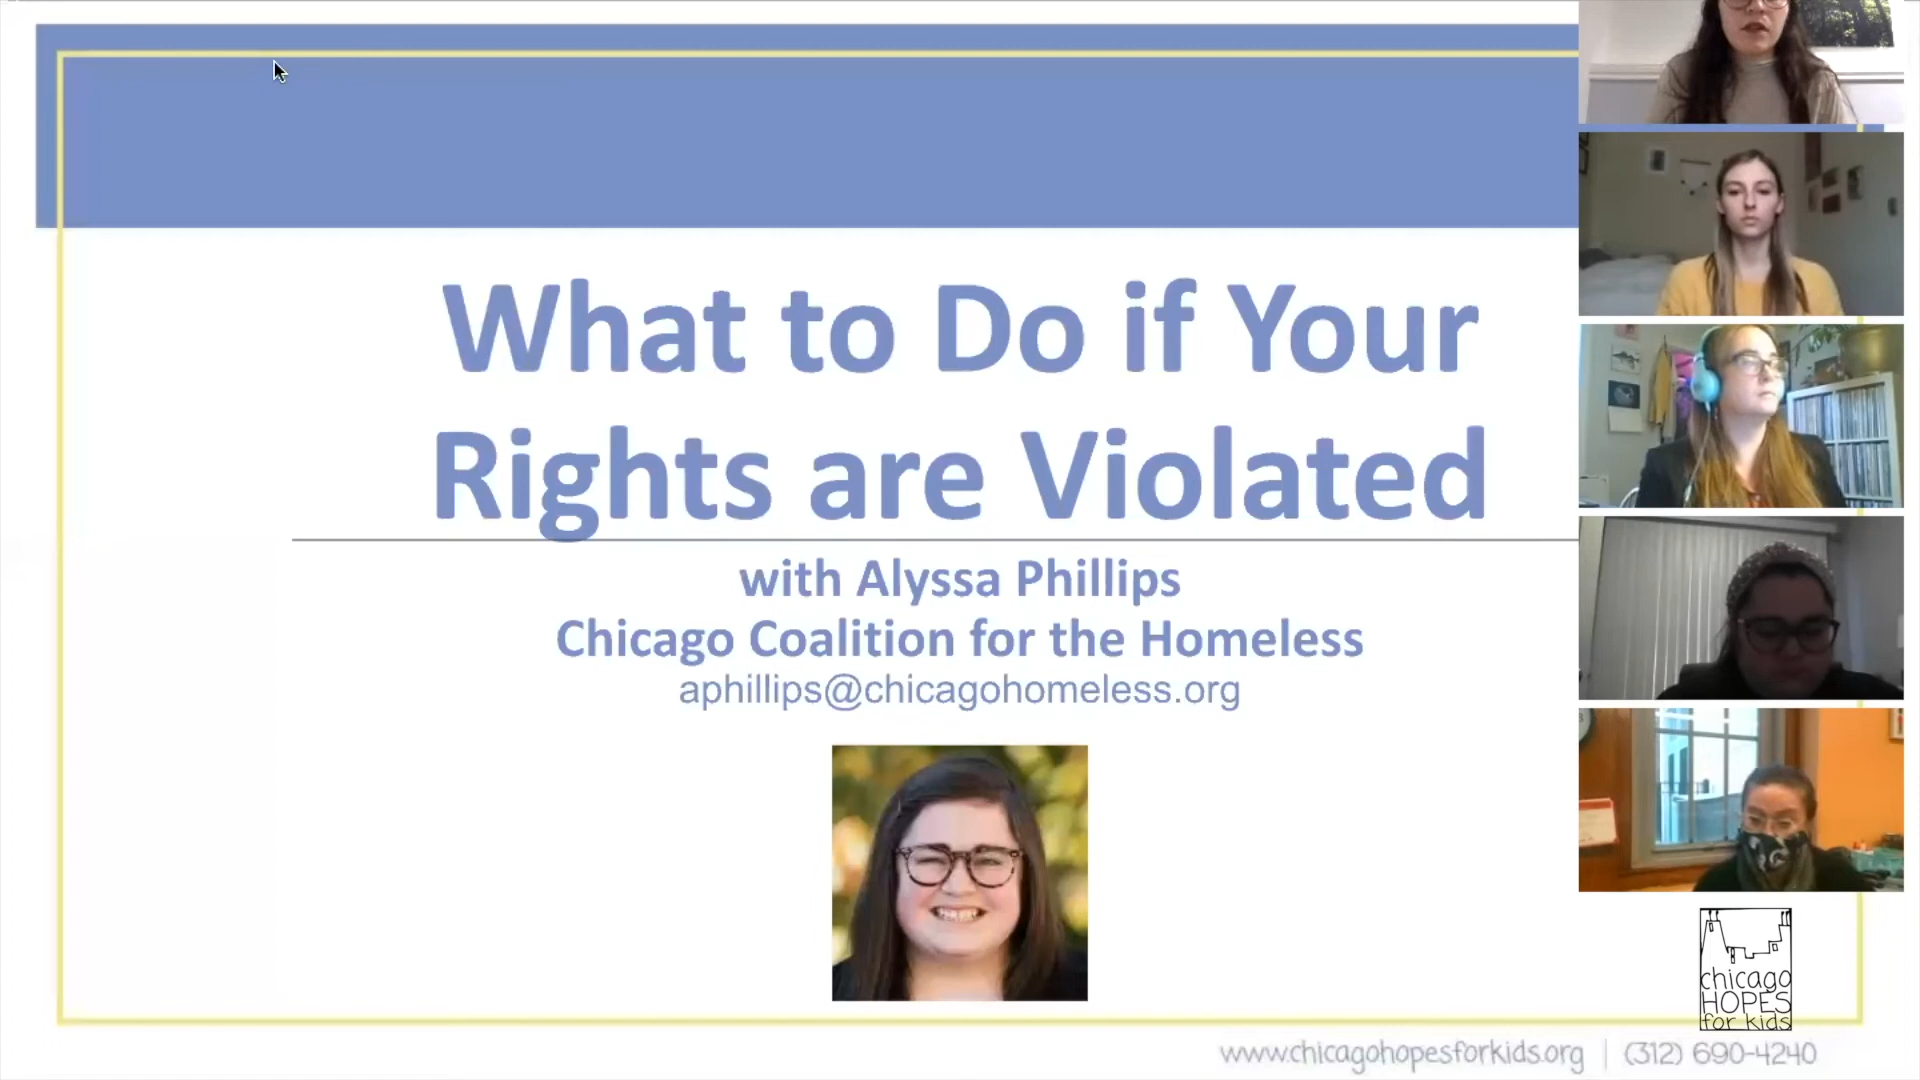 What to Do if Your
Rights are Violated
with Alyssa Phillips
Chicago Coalition for the Homeless
aphillips@chicagohomeless.org
chicago
HOPES
for kids
www.chicagohopesforkids.org | (312) 690-4240